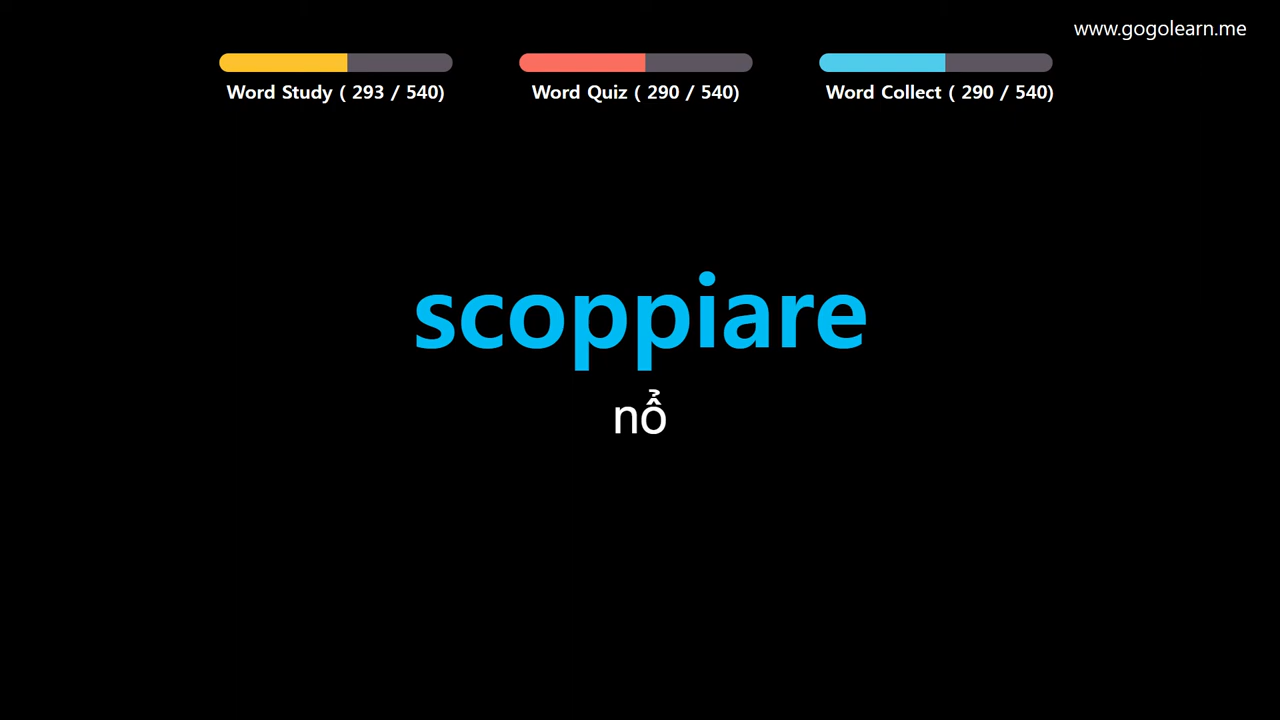 www.gogolearn.me
Word Study ( 293 / 540)
Word Quiz ( 290 / 540)
Word Collect ( 290 / 540)
scoppiare
nổ